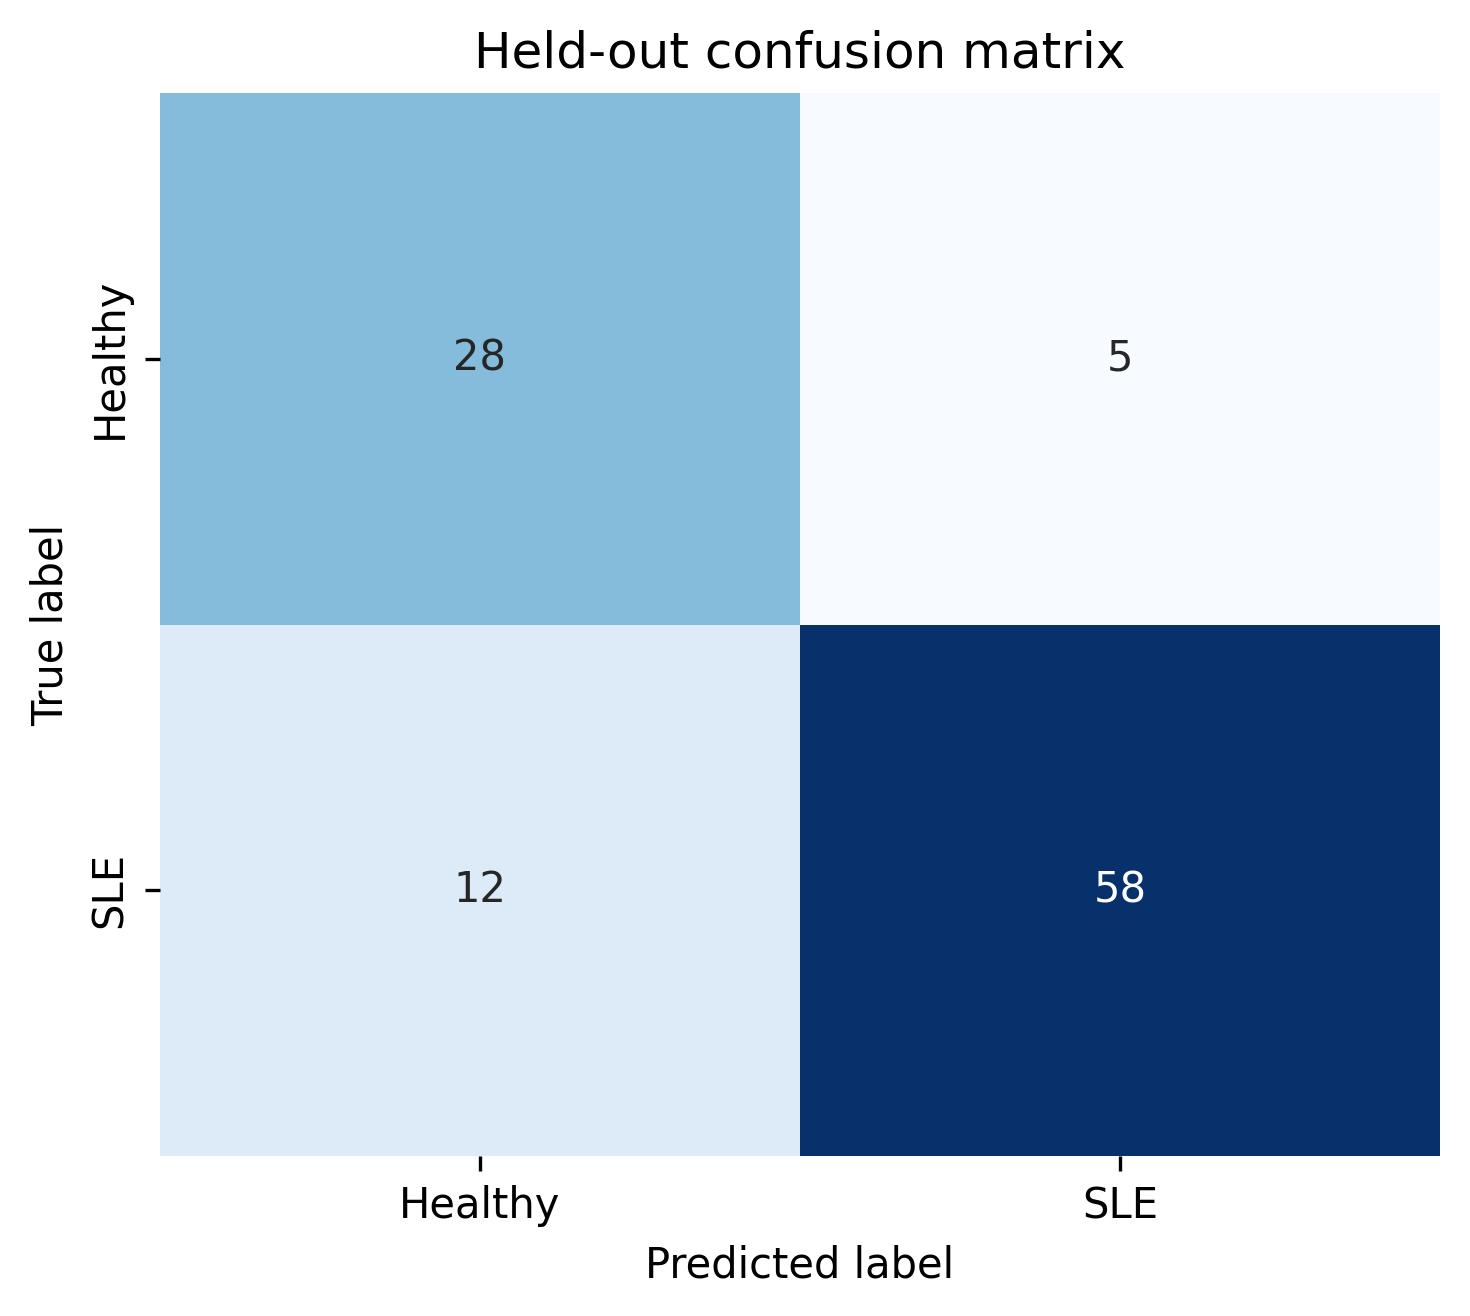 Held-out confusion matrix
True label
Healthy
28
5
SLE
12
58
Healthy
SLE
Predicted label